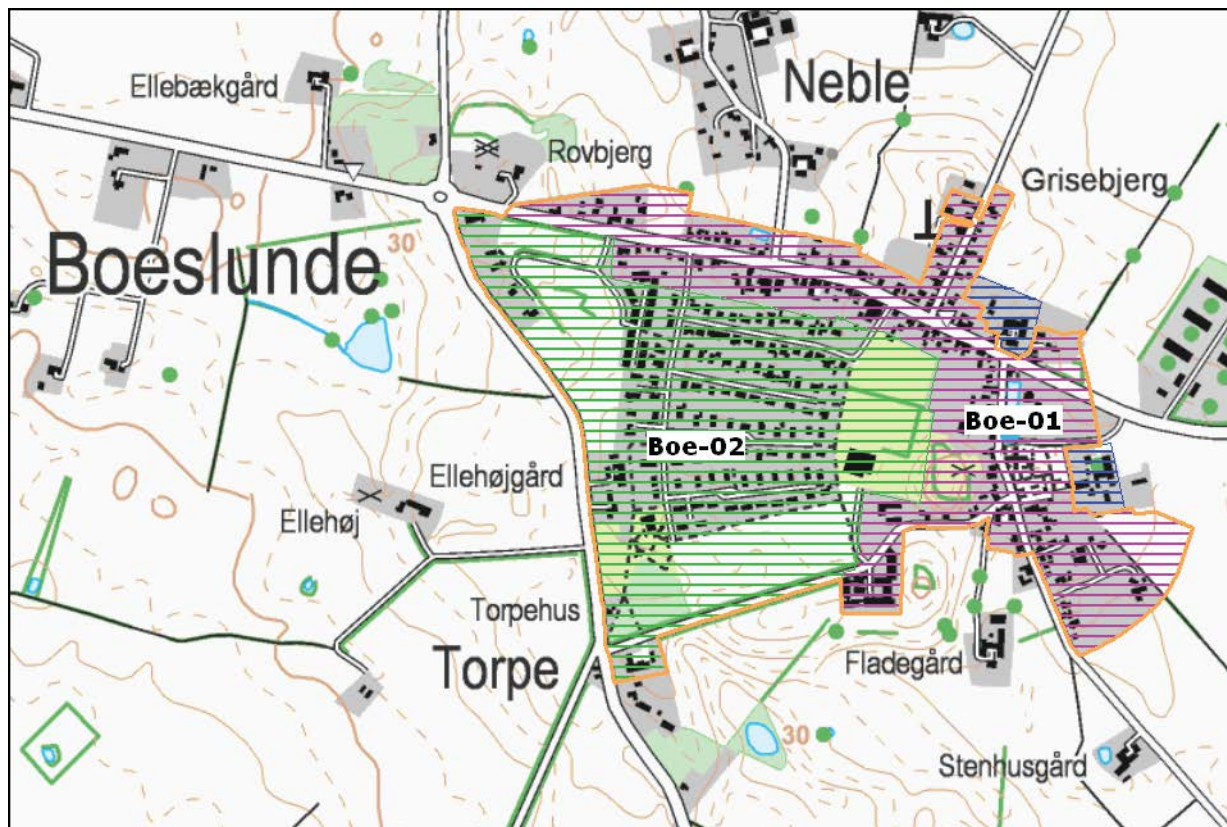 Neble
Ellebækgård
Rovbjerg
Grisebjerg
Boeslunde
30
Boe-01
Boe-02
Ellehøjgård
Ellehøj
Torpehus
Torpe
Fladegård
30
Stenhusgård